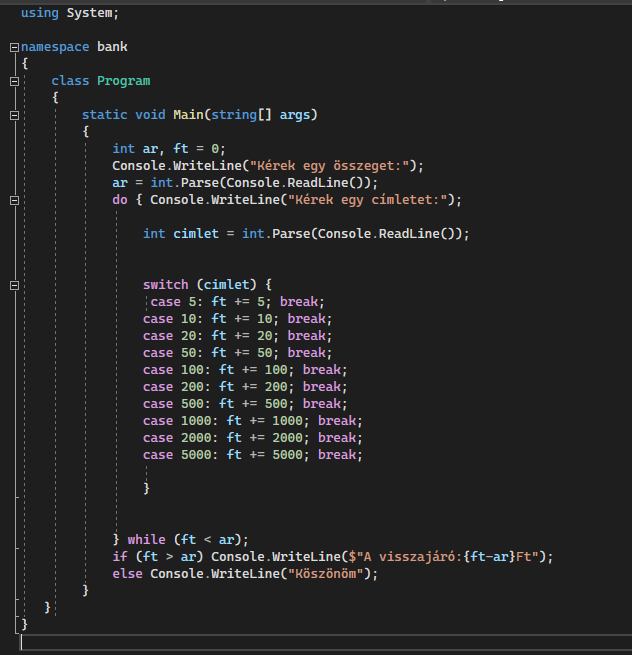 using System;
namespace bank
{
class Program
{
static void Main(string[] args)
{
int ar, ft = 0;
Console.WriteLine("Kérek egy összeget:");
ar = int.Parse(Console.ReadLine());
do { Console.WriteLine("Kérek egy címletet:");
int cimlet = int.Parse(Console.ReadLine());
switch (cimlet) {
case 5: ft += 5; break;
case 10: ft += 10; break;
case 20: ft += 20; break;
case 50: ft += 50; break;
case 100: ft += 100; break;
case 200: ft += 200; break;
case 500: ft += 500; break;
case 1000: ft += 1000; break;
case 2000: ft += 2000; break;
case 5000: ft += 5000; break;
}
} while (ft < ar);
if (ft > ar) Console.WriteLine($"A visszajáró:{ft-ar}Ft");
else Console.WriteLine("Köszönöm");
}
}
}